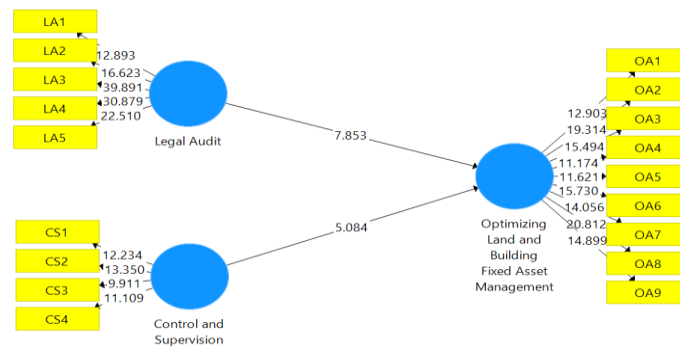 LA1
LA2
LA3
LA4
LA5
12.893
16.623
39.891
30.879
22.510
Legal Audit
7.853
CS1
CS2
CS3
CS4
12.234
13.350
9.911
11.109
Control and
Supervision
5.084
Optimizing
Land and
Building
Fixed Asset
Management
12.903
19.314
15.494
11.174
11.621
15.730
14.056
20.812
14.899
OA1
OA2
OA3
OA4
OA5
OA6
OA7
OA8
OA9